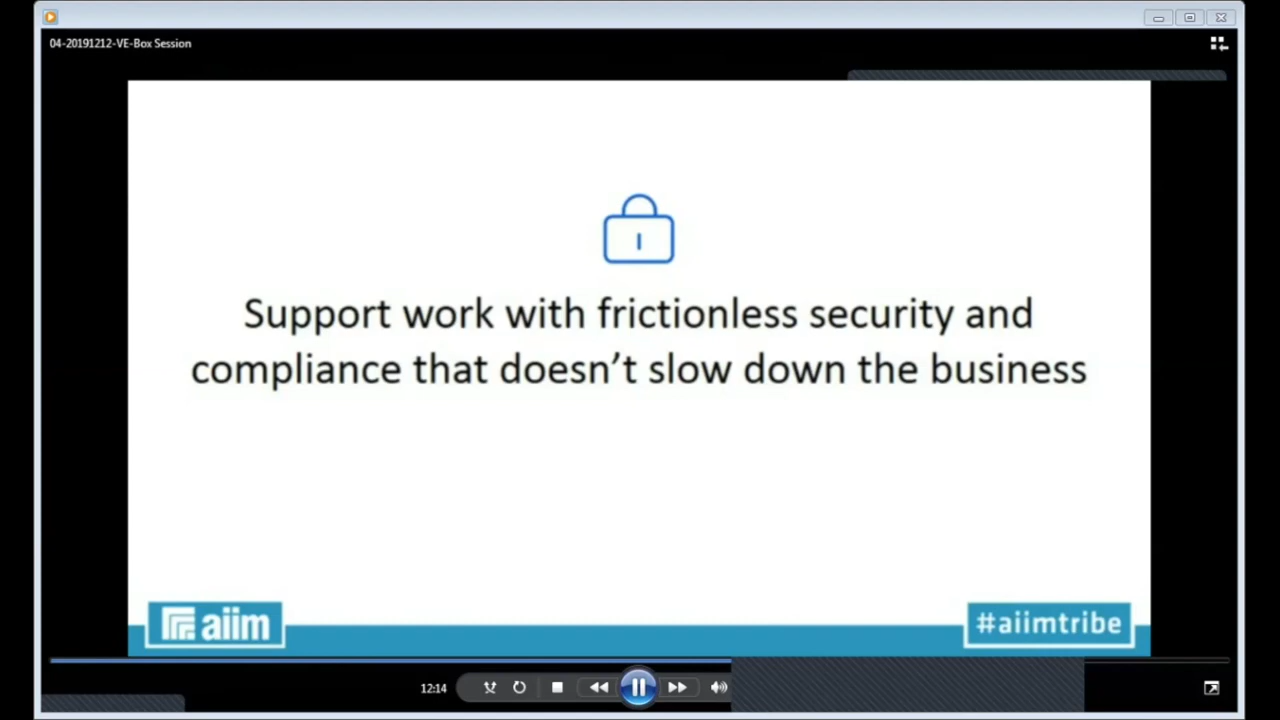 04-20191212-VE-Box Session
Support work with frictionless security and
compliance that doesn’t slow down the business
aiim
#aiimtribe
12:14